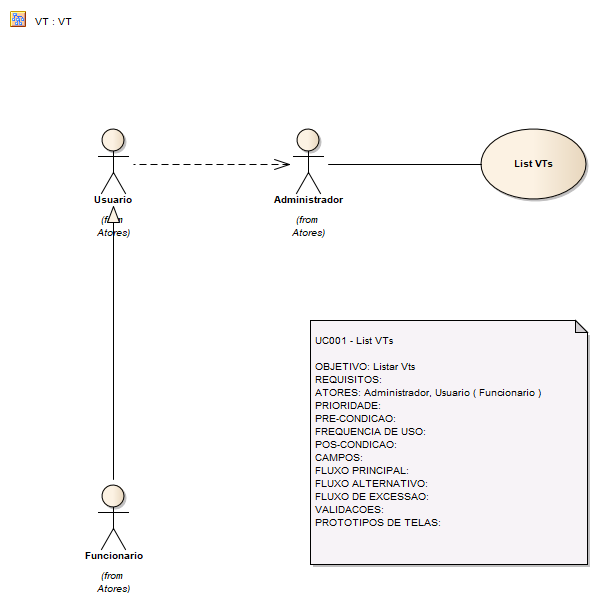 VT : VT
Usuario
(from
Atores)
Administrador
(from
Atores)
List VTs
UC001 - List VTs
OBJETIVO: Listar Vts
REQUISITOS:
ATORES: Administrador, Usuario ( Funcionario )
PRIORIDADE:
PRE-CONDICAO:
FREQUENCIA DE USO:
POS-CONDICAO:
CAMPOS:
FLUXO PRINCIPAL:
FLUXO ALTERNATIVO:
FLUXO DE EXCESSAO:
VALIDACOES:
PROTOTIPOS DE TELAS:
Funcionario
(from
Atores)